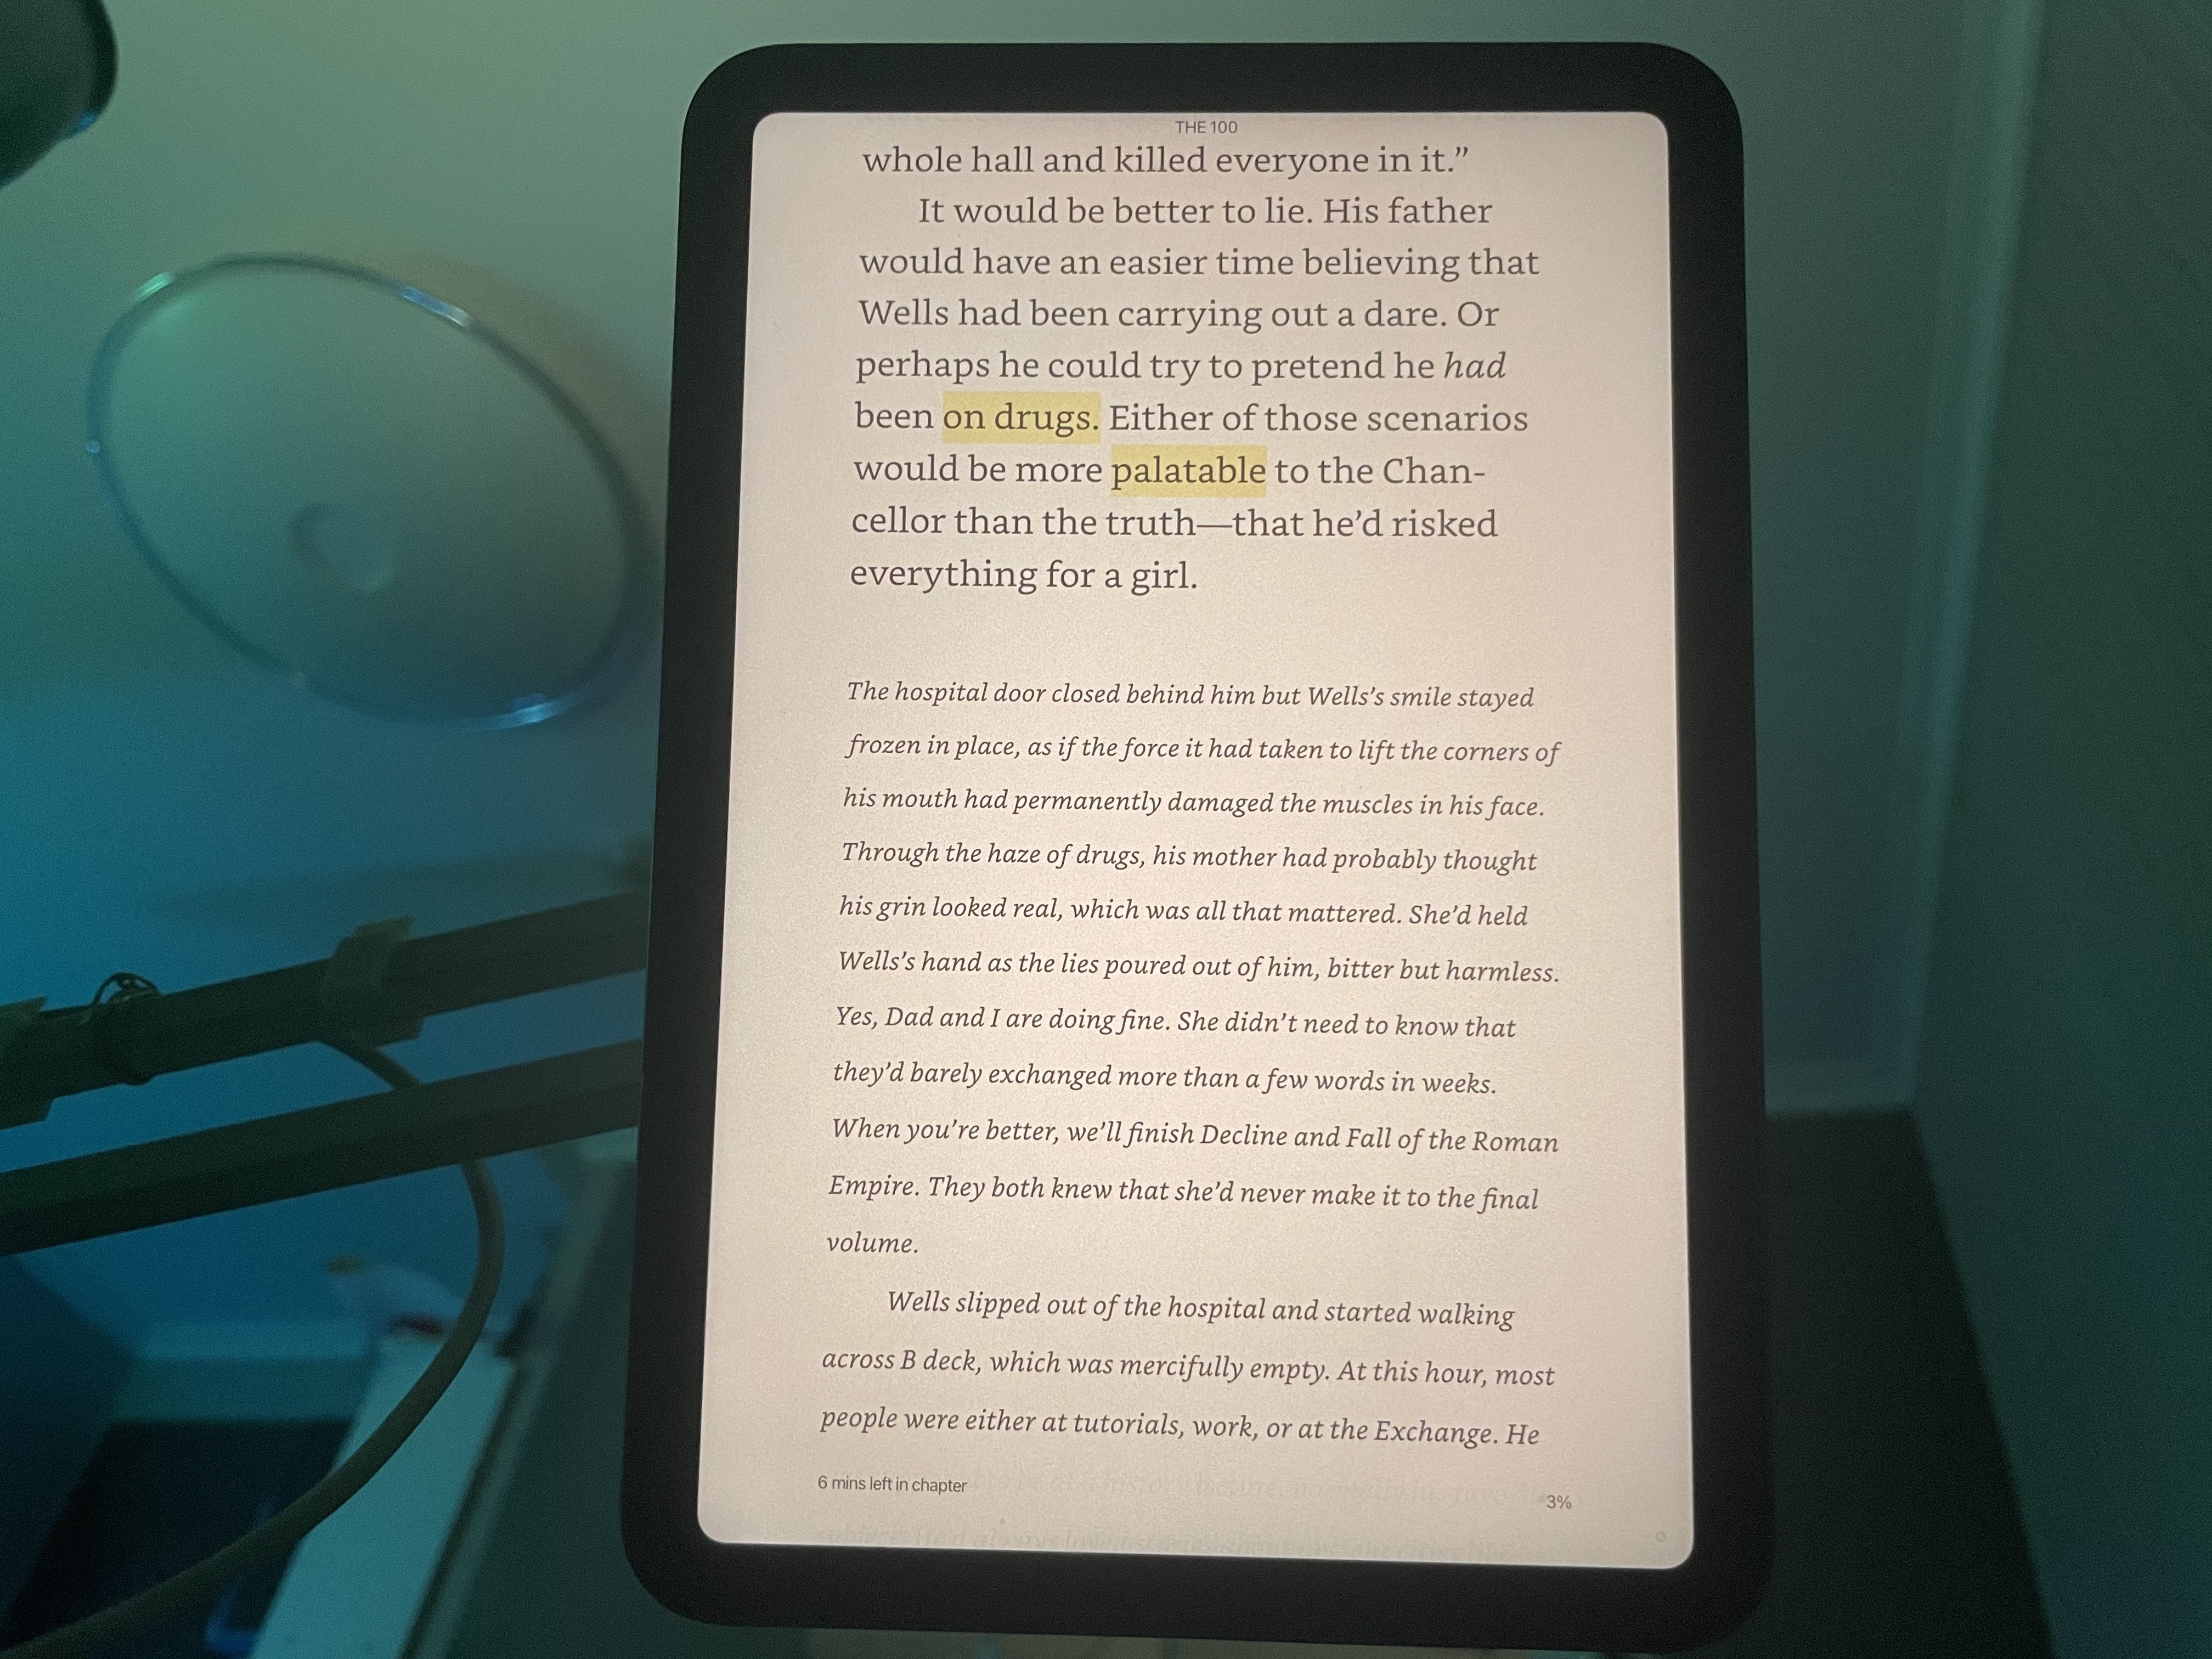 THE 100
whole hall and killed everyone in it.”
It would be better to lie. His father
would have an easier time believing that
Wells had been carrying out a dare. Or
perhaps he could try to pretend he had
been on drugs. Either of those scenarios
would be more palatable to the Chan-
cellor than the truth—that he’d risked
everything for a girl.
The hospital door closed behind him but Wells’s smile stayed
frozen in place, as if the force it had taken to lift the corners of
his mouth had permanently damaged the muscles in his face.
Through the haze of drugs, his mother had probably thought
his grin looked real, which was all that mattered. She’d held
Wells’s hand as the lies poured out of him, bitter but harmless.
Yes, Dad and I are doing fine. She didn’t need to know that
they’d barely exchanged more than a few words in weeks.
When you’re better, we’ll finish Decline and Fall of the Roman
Empire. They both knew that she’d never make it to the final
volume.
Wells slipped out of the hospital and started walking
across B deck, which was mercifully empty. At this hour, most
people were either at tutorials, work, or at the Exchange. He
6 mins left in chapter
3%